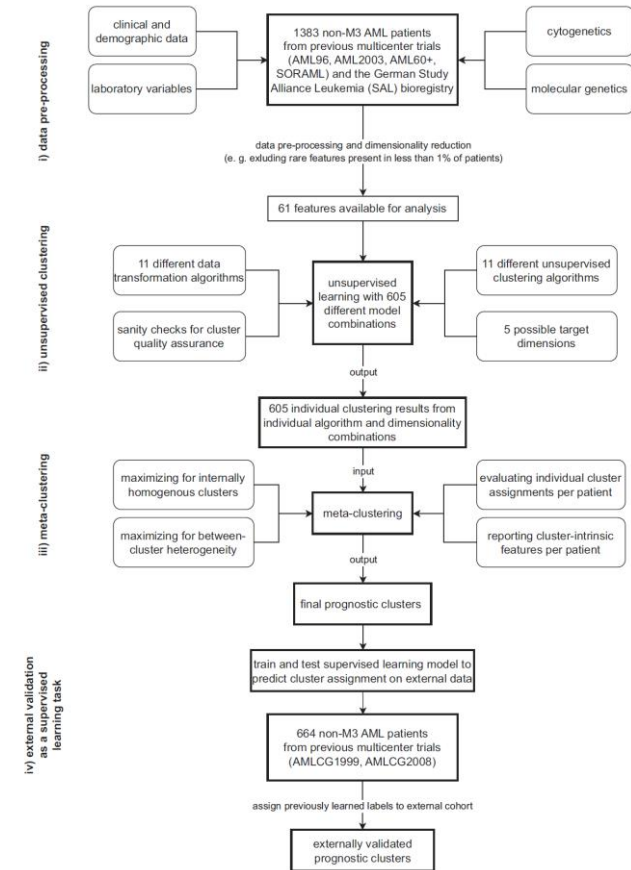 i) data pre-processing
clinical and
demographic data
laboratory variables
1383 non-M3 AML patients
from previous multicenter trials
(AML96, AML2003, AML60+,
SORAML) and the German Study
Alliance Leukemia (SAL) bioregistry
cytogenetics
molecular genetics
data pre-processing and dimensionality reduction
(e. g. exluding rare features present in less than 1% of patients)
61 features available for analysis
ii) unsupervised clustering
11 different data
transformation algorithms
sanity checks for cluster
quality assurance
unsupervised
learning with 605
different model
combinations
11 different unsupervised
clustering algorithms
5 possible target
dimensions
output
605 individual clustering results from
individual algorithm and dimensionality
combinations
input
iii) meta-clustering
maximizing for internally
homogenous clusters
maximizing for between-
cluster heterogeneity
meta-clustering
evaluating individual cluster
assignments per patient
reporting cluster-intrinsic
features per patient
output
final prognostic clusters
iv) external validation
as a supervised
learning task
train and test supervised learning model to
predict cluster assignment on external data
664 non-M3 AML patients
from previous multicenter trials
(AMLCG1999, AMLCG2008)
assign previously learned labels to external cohort
externally validated
prognostic clusters